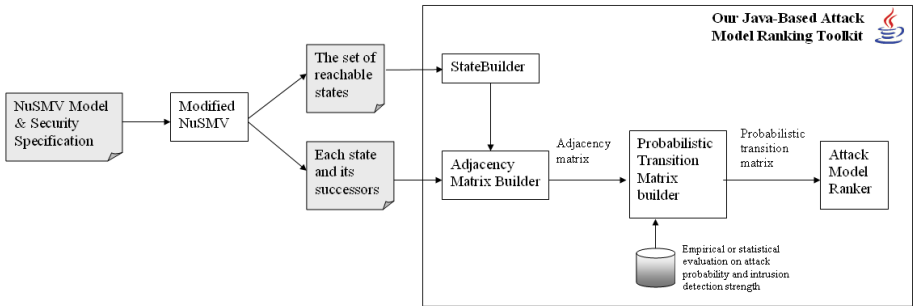 Our Java-Based Attack
Model Ranking Toolkit
The set of
reachable
states
StateBuilder
NuSMV Model
& Security
Specification
Modified
NuSMV
Each state
and its
successors
Adjacency
Matrix Builder
Adjacency
matrix
Probabilistic
Transition
Matrix
builder
Probabilistic
transition
matrix
Attack
Model
Ranker
Empirical or statistical
evaluation on attack
probability and intrusion
detection strength